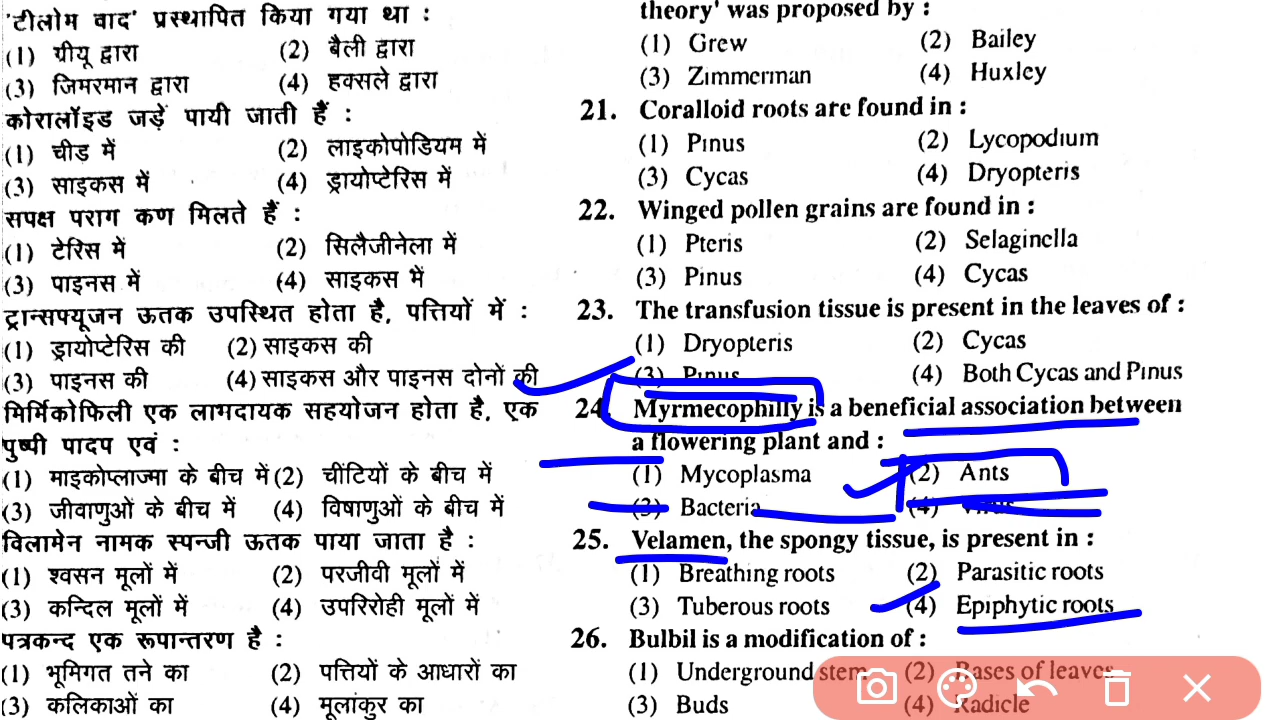 'टीलोम वाद' प्रस्थापित किया गया था :
(1) ग्रीयू द्वारा (2) बैली द्वारा
(3) जिमरमान द्वारा (4) हक्सले द्वारा
कोरालॉइड जड़ें पायी जाती हैं :
(1) चीड में (2) लाइकोपोडियम में
(3) साइकस में (4) ड्रायोप्टेरिस में
सपक्ष पराग कण मिलते हैं :
(1) टेरिस में (2) सिलैजीनेला में
(3) पाइनस में (4) साइकस में
ट्रान्सफ्यूजन ऊतक उपस्थित होता है, पत्तियों में :
(1) ड्रायोप्टेरिस की (2) साइकस की
(3) पाइनस की (4) साइकस और पाइनस दोनों की
मिर्मिकोफिली एक लाभदायक सहयोजन होता है, एक
पुष्पी पादप एवं :
(1) माइकोप्लाज्मा के बीच में (2) चींटियों के बीच में
(3) जीवाणुओं के बीच में (4) विषाणुओं के बीच में
विलामेन नामक स्पन्जी ऊतक पाया जाता है :
(1) श्वसन मूलों में (2) परजीवी मूलों में
(3) कन्दिल मूलों में (4) उपरिरोही मूलों में
पत्रकन्द एक रूपान्तरण है :
(1) भूमिगत तने का (2) पत्तियों के आधारों का
(3) कलिकाओं का (4) मूलांकुर का
theory' was proposed by :
(1) Grew (2) Bailey
(3) Zimmerman (4) Huxley
21. Coralloid roots are found in :
(1) Pinus (2) Lycopodium
(3) Cycas (4) Dryopteris
22. Winged pollen grains are found in :
(1) Pteris (2) Selaginella
(3) Pinus (4) Cycas
23. The transfusion tissue is present in the leaves of :
(1) Dryopteris (2) Cycas
(3) Pinus (4) Both Cycas and Pinus
24. Myrmecophilly is a beneficial association between
a flowering plant and :
(1) Mycoplasma (2) Ants
(3) Bacteria (4) Virus
25. Velamen, the spongy tissue, is present in :
(1) Breathing roots (2) Parasitic roots
(3) Tuberous roots (4) Epiphytic roots
26. Bulbil is a modification of :
(1) Underground stem (2) Bases of leaves
(3) Buds (4) Radicle